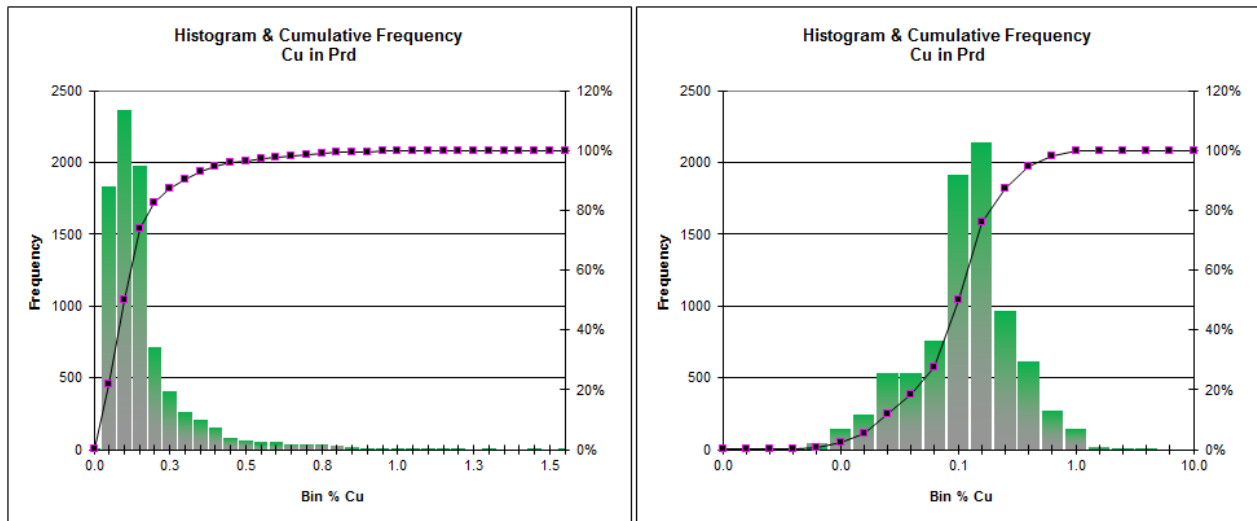 Histogram & Cumulative Frequency
Cu in Prd
2500
2000
1500
1000
500
0
Frequency
120%
100%
80%
60%
40%
20%
0%
0.0 0.3 0.5 0.8 1.0 1.3 1.5
Bin % Cu
Histogram & Cumulative Frequency
Cu in Prd
2500
2000
1500
1000
500
0
Frequency
120%
100%
80%
60%
40%
20%
0%
0.0 0.0 0.1 1.0 10.0
Bin % Cu